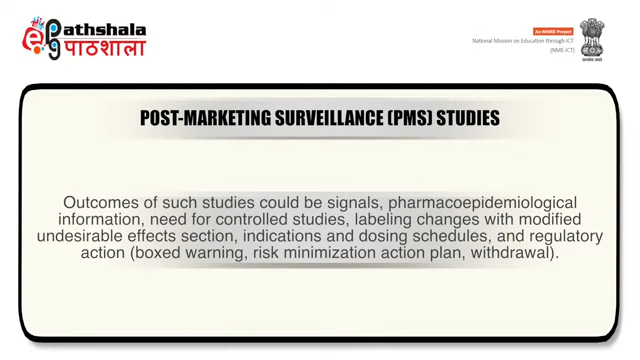 ePG Pathshala
पाठशाला
An MHRD Project
National Mission on Education through ICT
(NME-ICT)
POST-MARKETING SURVEILLANCE (PMS) STUDIES
Outcomes of such studies could be signals, pharmacoepidemiological
information, need for controlled studies, labeling changes with modified
undesirable effects section, indications and dosing schedules, and regulatory
action (boxed warning, risk minimization action plan, withdrawal).